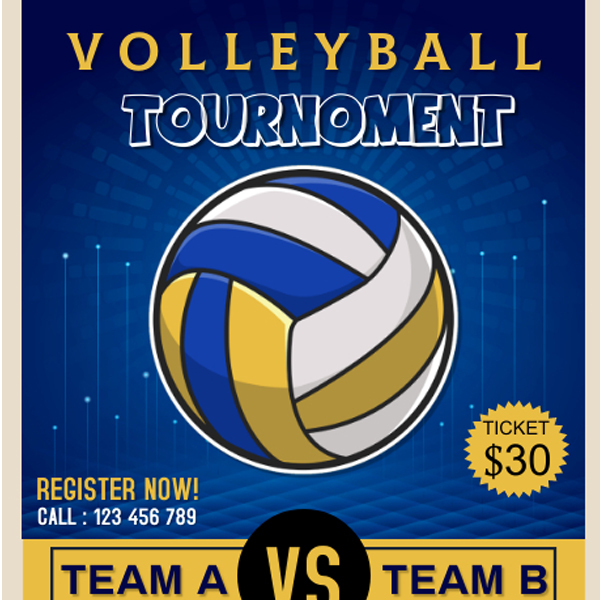 VOLLEYBALL
TOURNOMENT
TICKET
$30
REGISTER NOW!
CALL : 123 456 789
TEAM A VS TEAM B